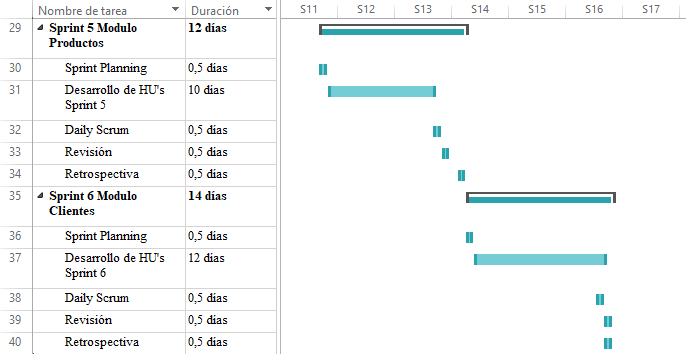 Nombre de tarea Duración S11 S12 S13 S14 S15 S16 S17
29 Sprint 5 Modulo 12 días
Productos
30 Sprint Planning 0,5 días
31 Desarrollo de HU's 10 días
Sprint 5
32 Daily Scrum 0,5 días
33 Revisión 0,5 días
34 Retrospectiva 0,5 días
35 Sprint 6 Modulo 14 días
Clientes
36 Sprint Planning 0,5 días
37 Desarrollo de HU's 12 días
Sprint 6
38 Daily Scrum 0,5 días
39 Revisión 0,5 días
40 Retrospectiva 0,5 días